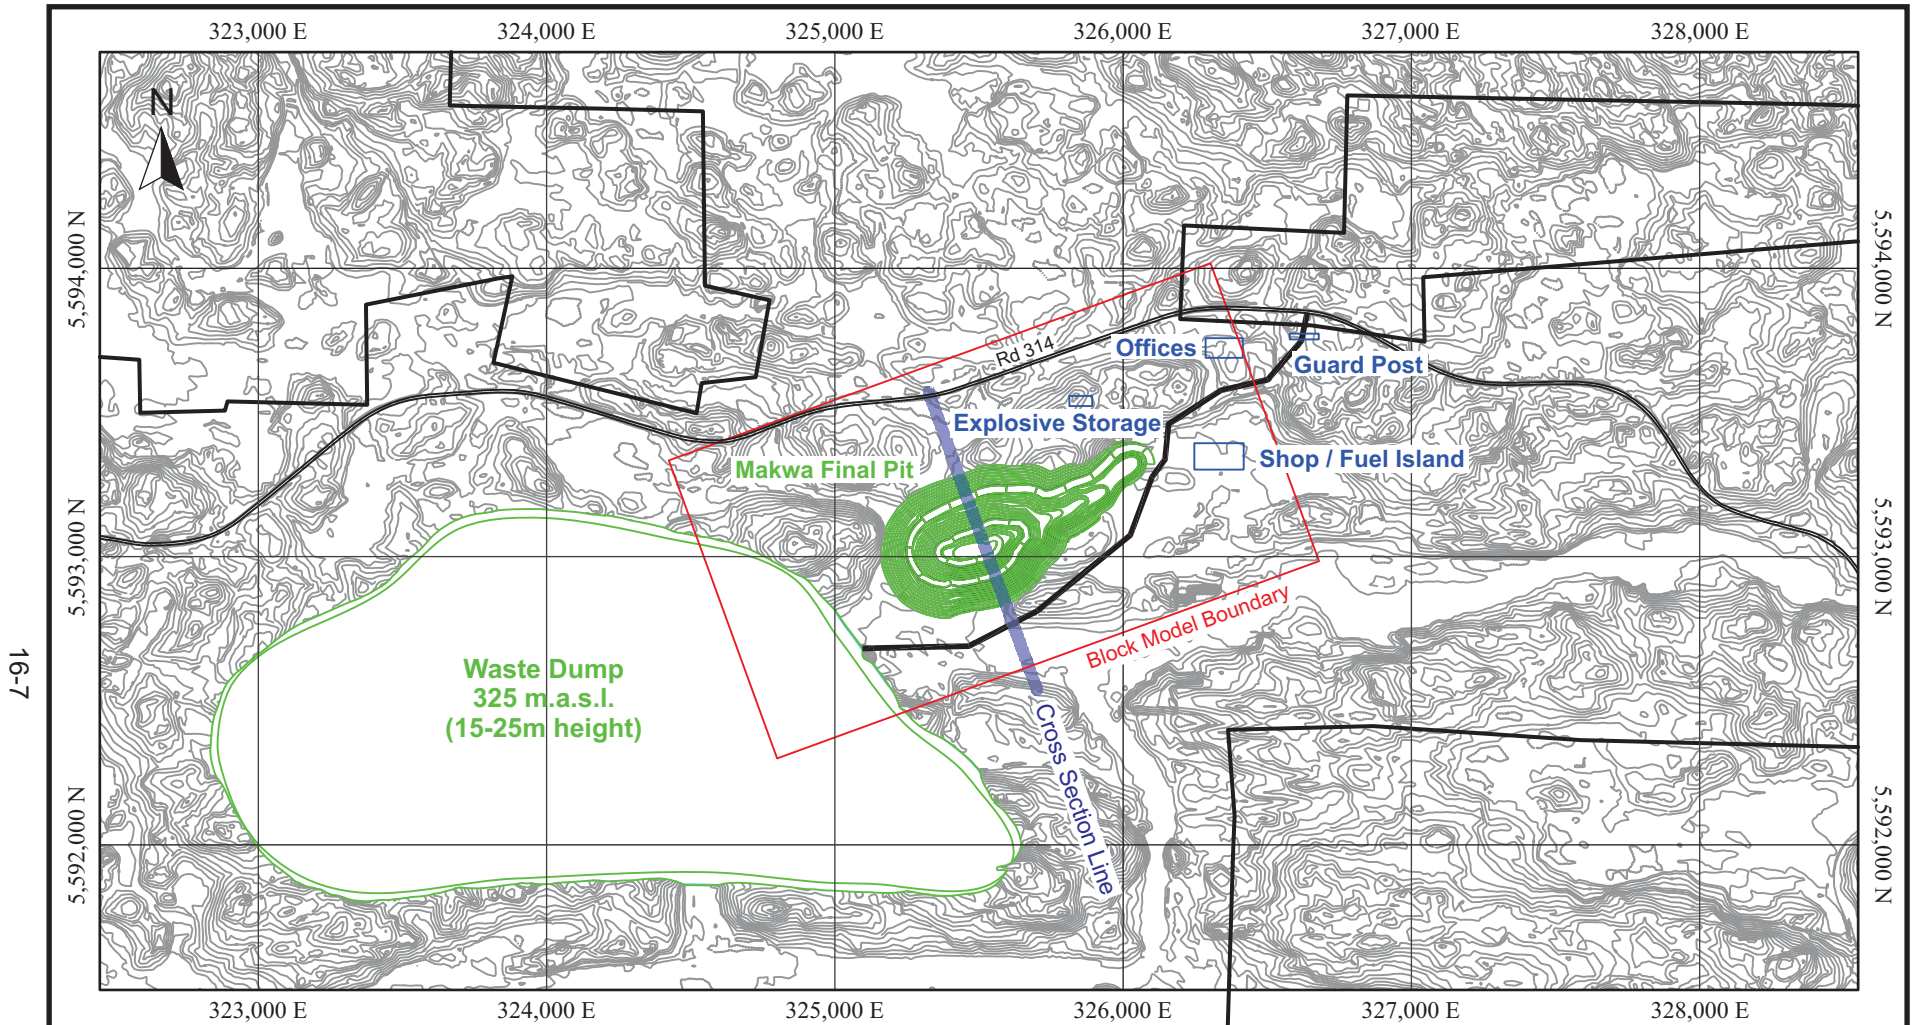 323,000 E
324,000 E
325,000 E
326,000 E
327,000 E
328,000 E
N
5,594,000 N
5,594,000 N
Rd 314
Offices
Guard Post
Explosive Storage
Makwa Final Pit
Shop / Fuel Island
5,593,000 N
5,593,000 N
Block Model Boundary
16-7
Waste Dump
325 m.a.s.l.
(15-25m height)
Cross Section Line
5,592,000 N
5,592,000 N
323,000 E
324,000 E
325,000 E
326,000 E
327,000 E
328,000 E